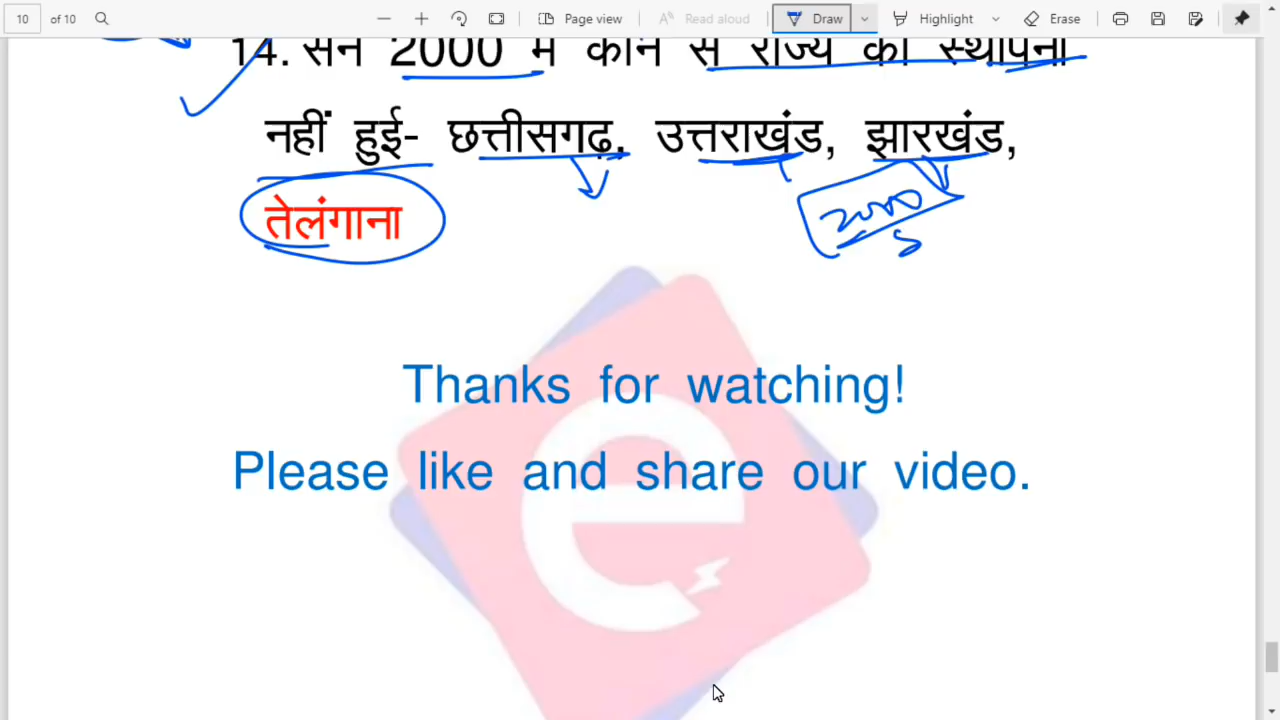 10 of 10 Page view Read aloud Draw Highlight Erase
14. सन 2000 में कौन से राज्य की स्थापना
नहीं हुई- छत्तीसगढ़, उत्तराखंड, झारखंड,
तेलंगाना
2000
Thanks for watching!
Please like and share our video.